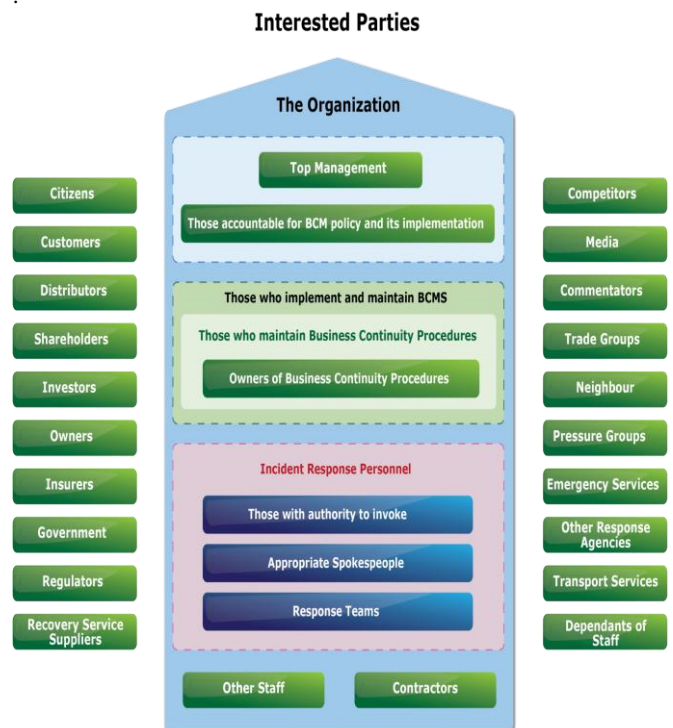 Interested Parties
The Organization
Top Management
Those accountable for BCM policy and its implementation
Those who implement and maintain BCMS
Those who maintain Business Continuity Procedures
Owners of Business Continuity Procedures
Incident Response Personnel
Those with authority to invoke
Appropriate Spokespeople
Response Teams
Other Staff
Contractors
Citizens
Customers
Distributors
Shareholders
Investors
Owners
Insurers
Government
Regulators
Recovery Service
Suppliers
Competitors
Media
Commentators
Trade Groups
Neighbour
Pressure Groups
Emergency Services
Other Response
Agencies
Transport Services
Dependants of
Staff